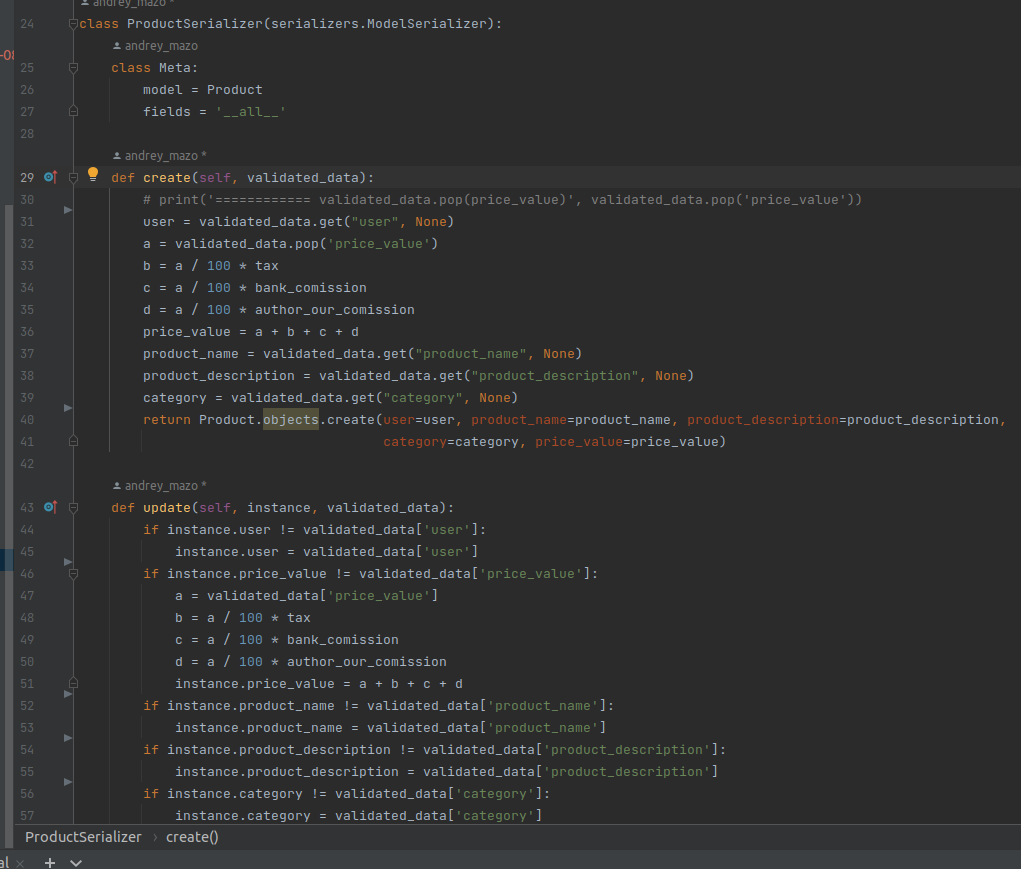 andrey_mazo *
24 class ProductSerializer(serializers.ModelSerializer):
andrey_mazo
25 class Meta:
26 model = Product
27 fields = '__all__'
28
andrey_mazo *
29 def create(self, validated_data):
30 # print('============ validated_data.pop(price_value)', validated_data.pop('price_value'))
31 user = validated_data.get("user", None)
32 a = validated_data.pop('price_value')
33 b = a / 100 * tax
34 c = a / 100 * bank_comission
35 d = a / 100 * author_our_comission
36 price_value = a + b + c + d
37 product_name = validated_data.get("product_name", None)
38 product_description = validated_data.get("product_description", None)
39 category = validated_data.get("category", None)
40 return Product.objects.create(user=user, product_name=product_name, product_description=product_description,
41 category=category, price_value=price_value)
42
andrey_mazo *
43 def update(self, instance, validated_data):
44 if instance.user != validated_data['user']:
45 instance.user = validated_data['user']
46 if instance.price_value != validated_data['price_value']:
47 a = validated_data['price_value']
48 b = a / 100 * tax
49 c = a / 100 * bank_comission
50 d = a / 100 * author_our_comission
51 instance.price_value = a + b + c + d
52 if instance.product_name != validated_data['product_name']:
53 instance.product_name = validated_data['product_name']
54 if instance.product_description != validated_data['product_description']:
55 instance.product_description = validated_data['product_description']
56 if instance.category != validated_data['category']:
57 instance.category = validated_data['category']
ProductSerializer › create()